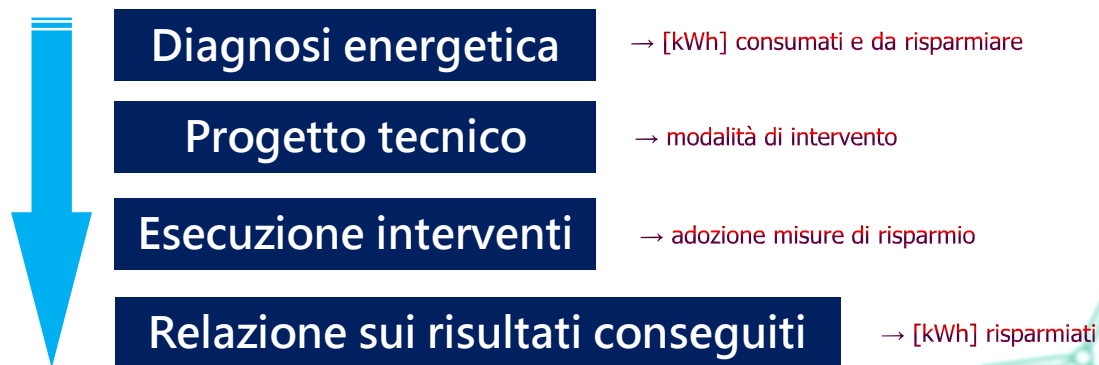 Diagnosi energetica → [kWh] consumati e da risparmiare
Progetto tecnico → modalità di intervento
Esecuzione interventi → adozione misure di risparmio
Relazione sui risultati conseguiti → [kWh] risparmiati